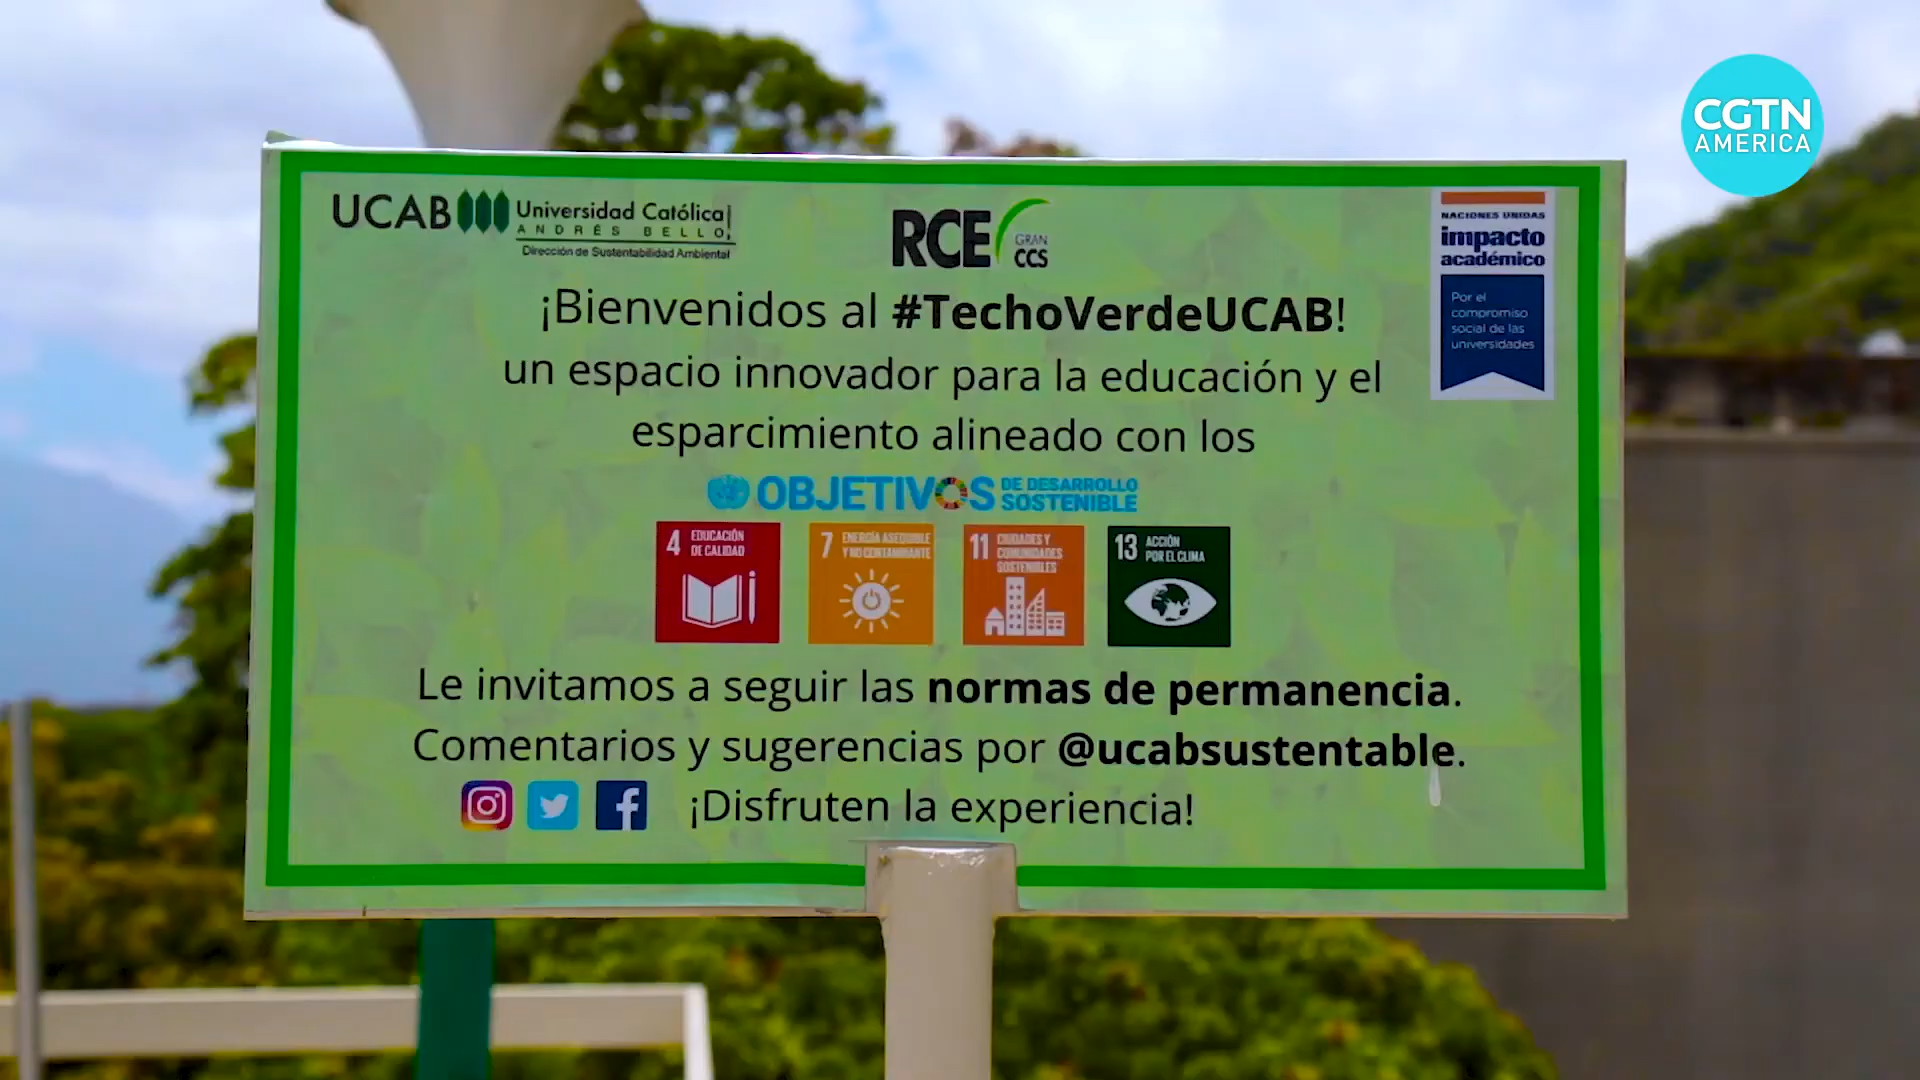 CGTN
AMERICA
UCAB Universidad Católica
ANDRÉS BELLO
Dirección de Sustentabilidad Ambiental
RCE GRAN
CCS
NACIONES UNIDAS
impacto
académico
Por el
compromiso
social de las
universidades
¡Bienvenidos al #TechoVerdeUCAB!
un espacio innovador para la educación y el
esparcimiento alineado con los
OBJETIVOS DE DESARROLLO
SOSTENIBLE
4 EDUCACIÓN
DE CALIDAD
7 ENERGÍA ASEQUIBLE
Y NO CONTAMINANTE
11 CIUDADES Y
COMUNIDADES
SOSTENIBLES
13 ACCIÓN
POR EL CLIMA
Le invitamos a seguir las normas de permanencia.
Comentarios y sugerencias por @ucabsustentable.
¡Disfruten la experiencia!